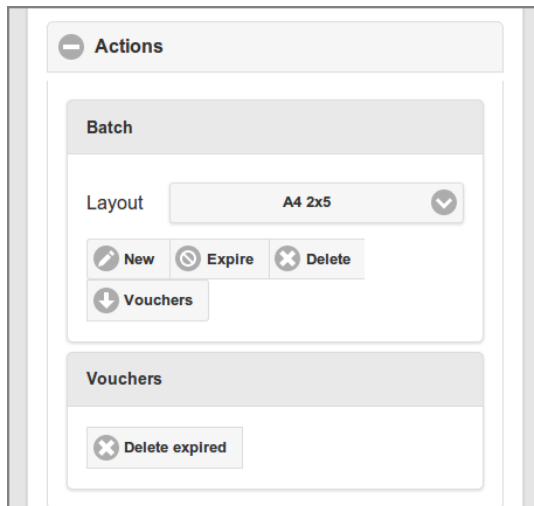 Actions
Batch
Layout A4 2x5
New Expire Delete
Vouchers
Vouchers
Delete expired